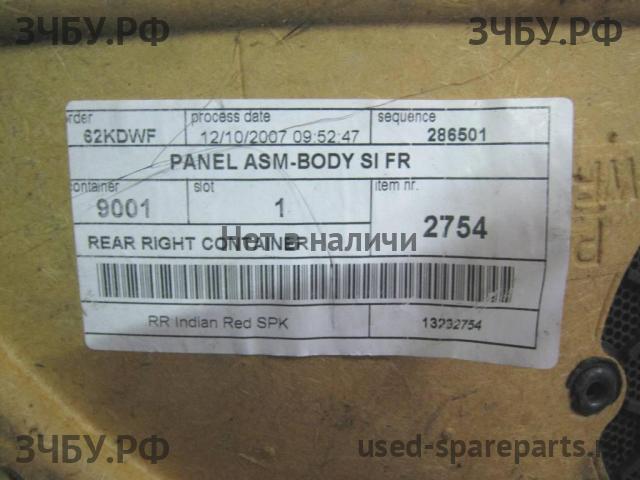 ЗЧБУ.РФ ЗЧБУ.РФ
rder process date sequence
62KDWF 12/10/2007 09:52:47 286501
PANEL ASM-BODY SI FR
ontainer slot item nr.
9001 1 2754
REAR RIGHT CONTAINER
Нет в наличи
RR Indian Red SPK 13232754
ЗЧБУ.РФ used-spareparts.r